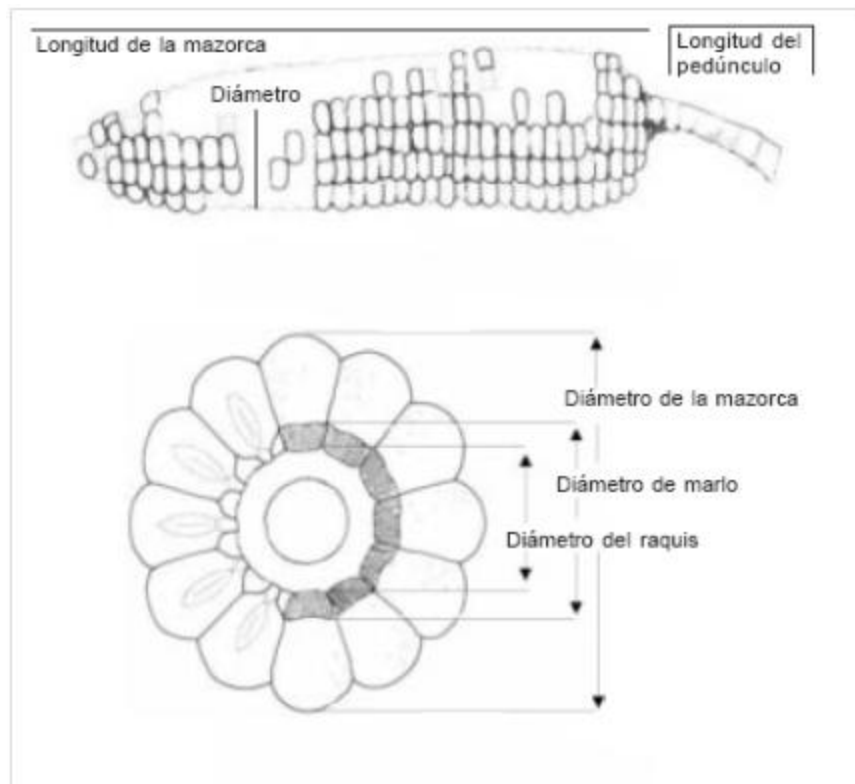 Longitud de la mazorca
Longitud del
pedúnculo
Diámetro
Diámetro de la mazorca
Diámetro de marlo
Diámetro del raquis